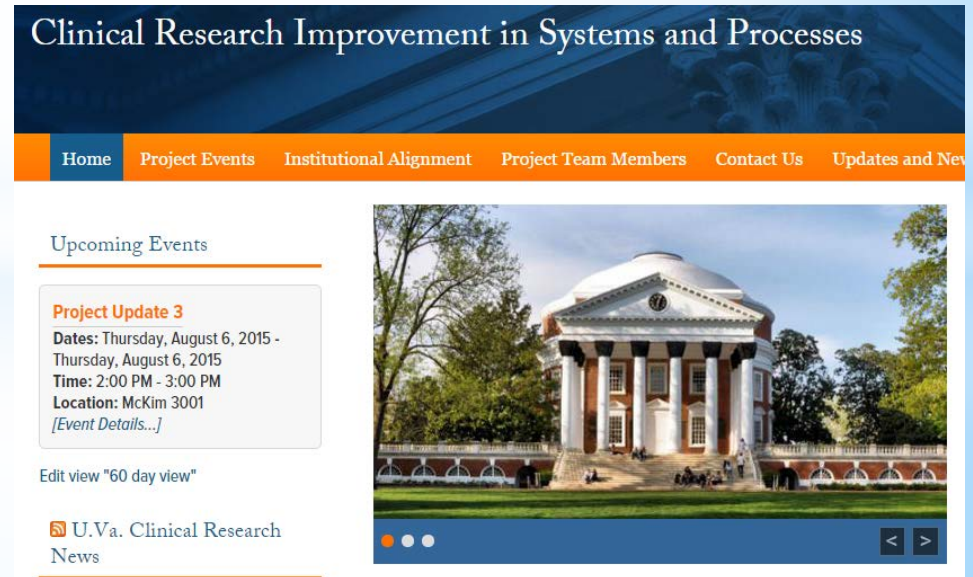 Clinical Research Improvement in Systems and Processes
Home Project Events Institutional Alignment Project Team Members Contact Us Updates and
Upcoming Events
Project Update 3
Dates: Thursday, August 6, 2015 -
Thursday, August 6, 2015
Time: 2:00 PM - 3:00 PM
Location: McKim 3001
[Event Details...]
Edit view "60 day view"
U.Va. Clinical Research
News
< >